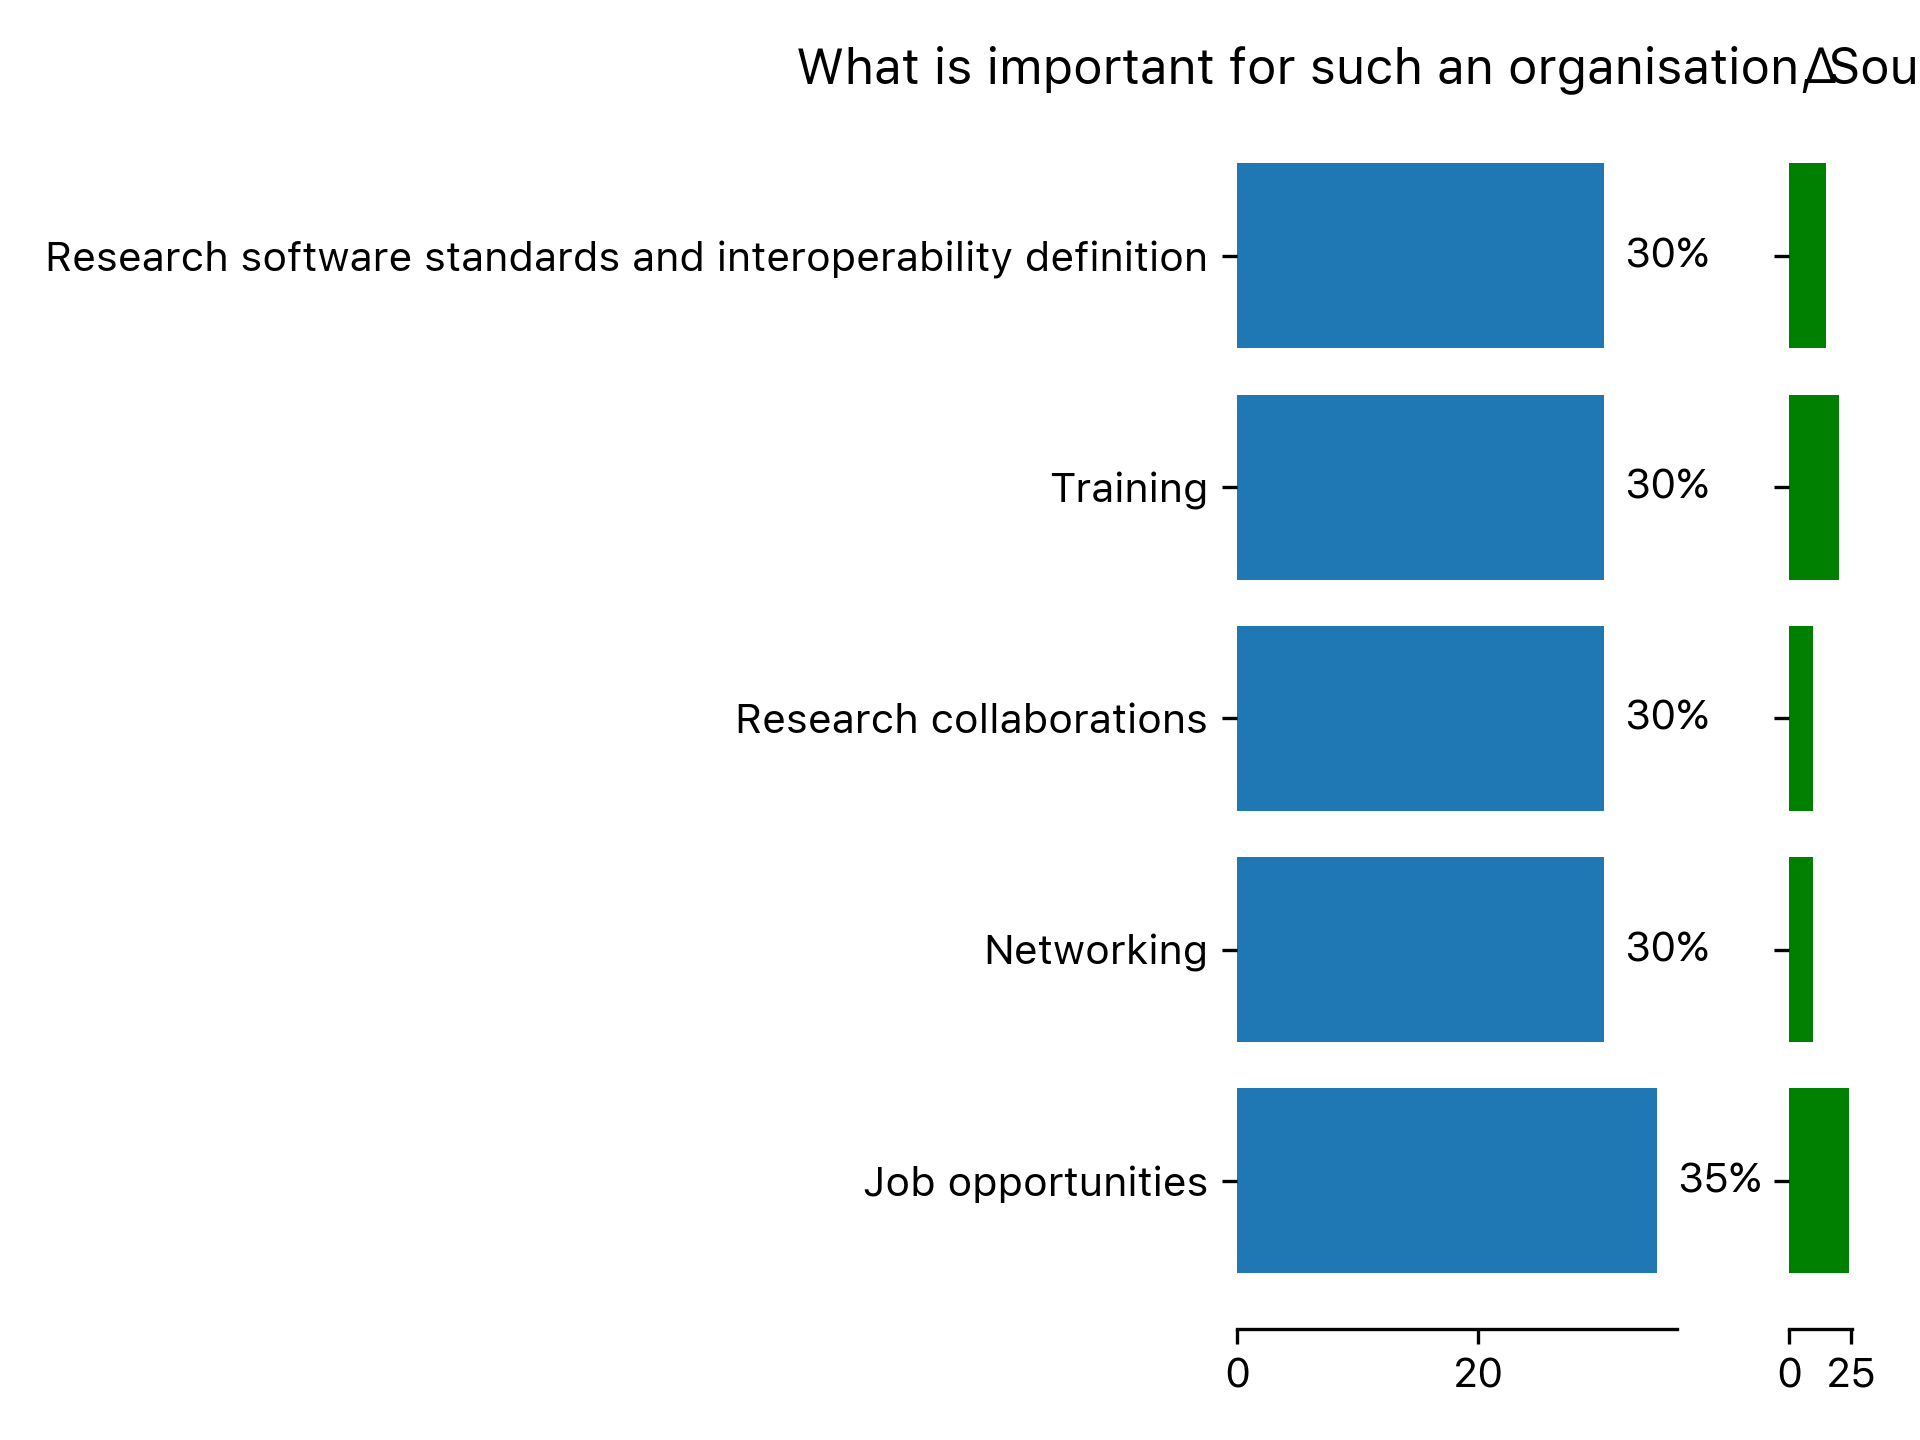 What is important for such an organisation, Sou
Δ
Research software standards and interoperability definition
30%
Training
30%
Research collaborations
30%
Networking
30%
Job opportunities
35%
0 20 0 25